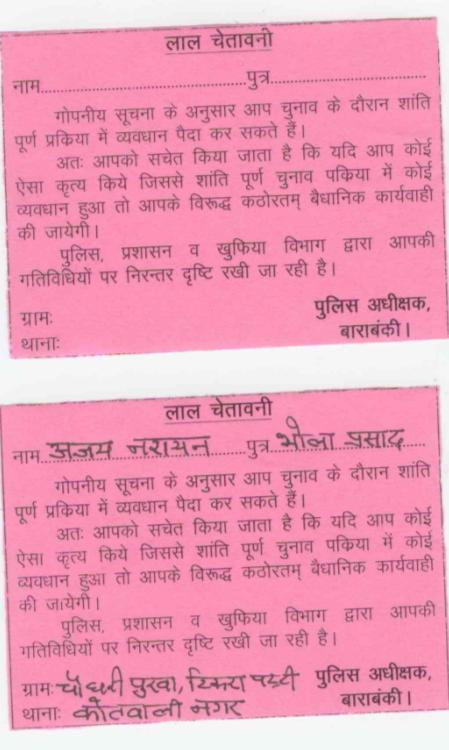 लाल चेतावनी
नाम..................................................पुत्र......................................
गोपनीय सूचना के अनुसार आप चुनाव के दौरान शांति
पूर्ण प्रकिया में व्यवधान पैदा कर सकते हैं।
अतः आपको सचेत किया जाता है कि यदि आप कोई
ऐसा कृत्य किये जिससे शांति पूर्ण चुनाव पकिया में कोई
व्यवधान हुआ तो आपके विरूद्ध कठोरतम् बैधानिक कार्यवाही
की जायेगी।
पुलिस, प्रशासन व खुफिया विभाग द्वारा आपकी
गतिविधियों पर निरन्तर दृष्टि रखी जा रही है।
पुलिस अधीक्षक,
ग्रामः
बाराबंकी।
थानाः
लाल चेतावनी
नाम..अजय नरायन........पुत्र..भोला प्रसाद......
गोपनीय सूचना के अनुसार आप चुनाव के दौरान शांति
पूर्ण प्रकिया में व्यवधान पैदा कर सकते हैं।
अतः आपको सचेत किया जाता है कि यदि आप कोई
ऐसा कृत्य किये जिससे शांति पूर्ण चुनाव पकिया में कोई
व्यवधान हुआ तो आपके विरूद्ध कठोरतम् बैधानिक कार्यवाही
की जायेगी।
पुलिस, प्रशासन व खुफिया विभाग द्वारा आपकी
गतिविधियों पर निरन्तर दृष्टि रखी जा रही है।
ग्रामः चौधरी पुरवा, पुलिस अधीक्षक,
थानाः कोतवाली नगर बाराबंकी।